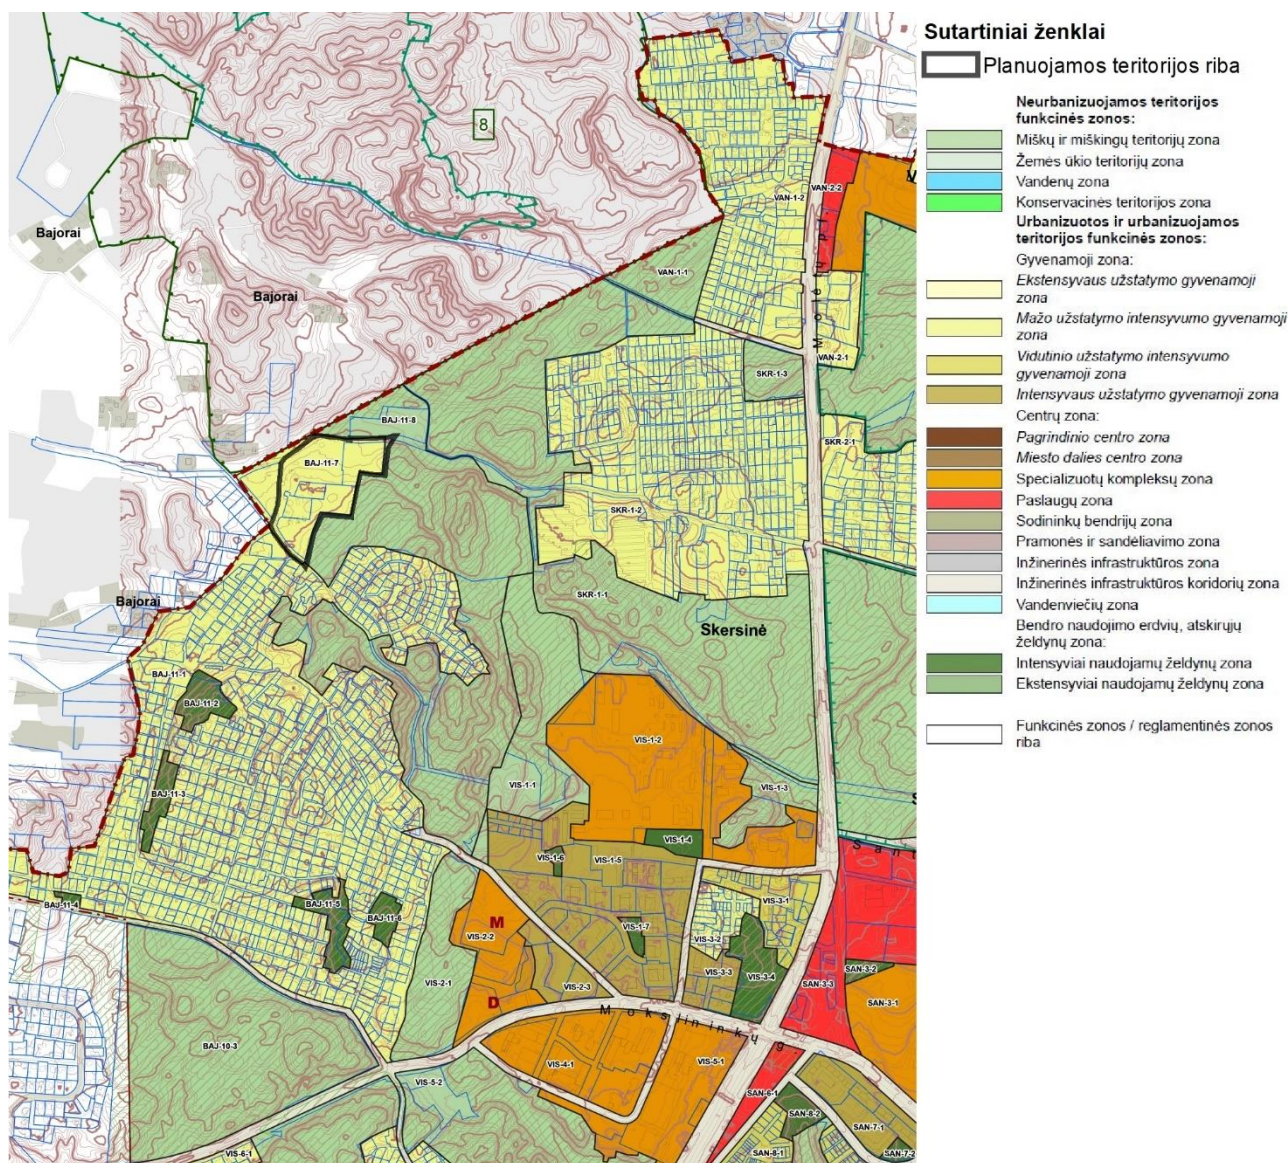 Sutartiniai ženklai
Planuojamos teritorijos riba
Neurbanizuojamos teritorijos
funkcinės zonos:
Miškų ir miškingų teritorijų zona
Žemės ūkio teritorijų zona
Vandenų zona
Konservacinės teritorijos zona
Urbanizuotos ir urbanizuojamos
teritorijos funkcinės zonos:
Gyvenamoji zona:
Ekstensyvaus užstatymo gyvenamoji
zona
Mažo užstatymo intensyvumo gyvenamoji
zona
Vidutinio užstatymo intensyvumo
gyvenamoji zona
Intensyvaus užstatymo gyvenamoji zona
Centrų zona:
Pagrindinio centro zona
Miesto dalies centro zona
Specializuotų kompleksų zona
Paslaugų zona
Sodininkų bendrijų zona
Pramonės ir sandėliavimo zona
Inžinerinės infrastruktūros zona
Inžinerinės infrastruktūros koridorių zona
Vandenviečių zona
Bendro naudojimo erdvių, atskirųjų
želdynų zona:
Intensyviai naudojamų želdynų zona
Ekstensyviai naudojamų želdynų zona
Funkcinės zonos / reglamentinės zonos
riba
8
VAN-2-2
VAN-1-2
Bajorai
VAN-1-1
Bajorai
Molėtų pl.
VAN-2-1
SKR-1-3
BAJ-11-8
SKR-2-1
BAJ-11-7
SKR-1-2
SKR-1-1
Bajorai
Skersinė
BAJ-11-1
BAJ-11-2
VIS-1-2
VIS-1-1
VIS-1-3
BAJ-11-3
VIS-1-4
Sant
VIS-1-6
VIS-1-5
BAJ-11-4
BAJ-11-5
BAJ-11-6
VIS-3-1
M
VIS-1-7
VIS-2-2
VIS-3-2
VIS-3-3
VIS-3-4
SAN-3-2
VIS-2-1
VIS-2-3
SAN-3-3
D
SAN-3-1
Mokslininkų g.
BAJ-10-3
VIS-4-1
VIS-5-1
VIS-5-2
SAN-6-1
SAN-8-2
SAN-7-1
VIS-6-1
SAN-8-1
SAN-7-2